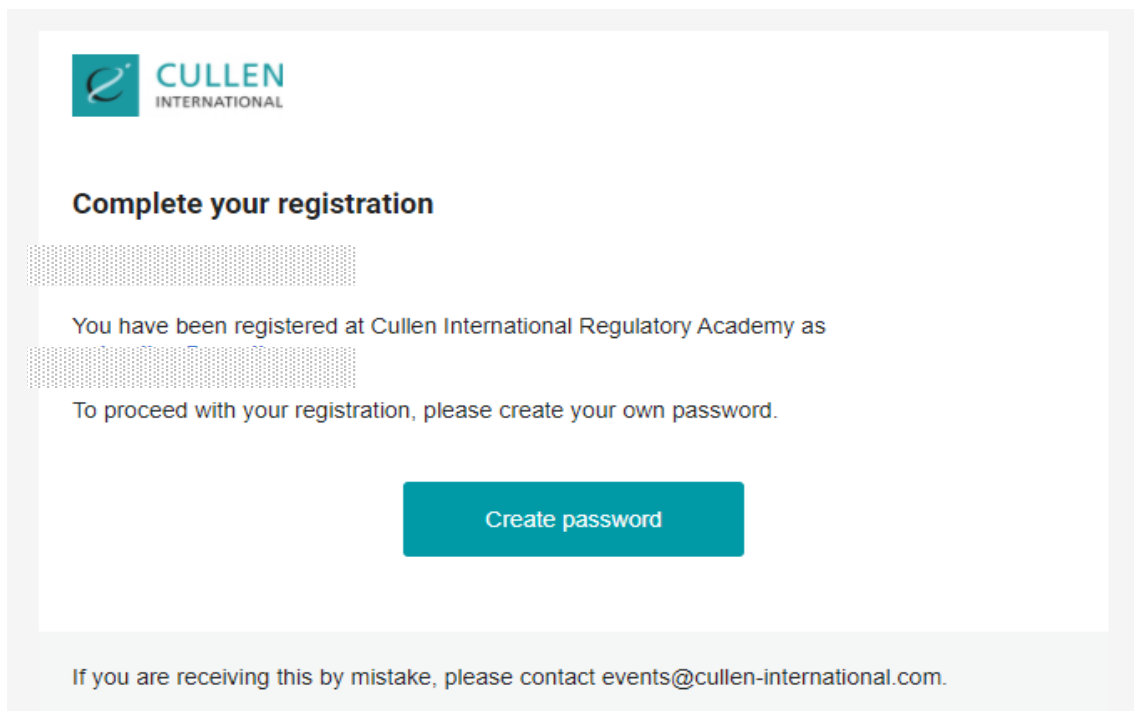 CULLEN
INTERNATIONAL
Complete your registration
You have been registered at Cullen International Regulatory Academy as
To proceed with your registration, please create your own password.
Create password
If you are receiving this by mistake, please contact events@cullen-international.com.